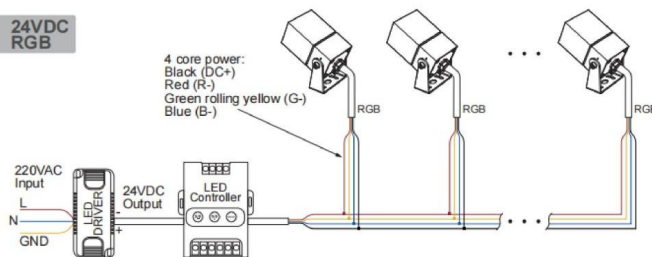 24VDC
RGB
4 core power:
Black (DC+)
Red (R-)
Green rolling yellow (G-)
Blue (B-)
RGB
RGB
RGB
220VAC
Input
L
N
GND
LED
DRIVER
24VDC
Output
-
+
LED
Controller